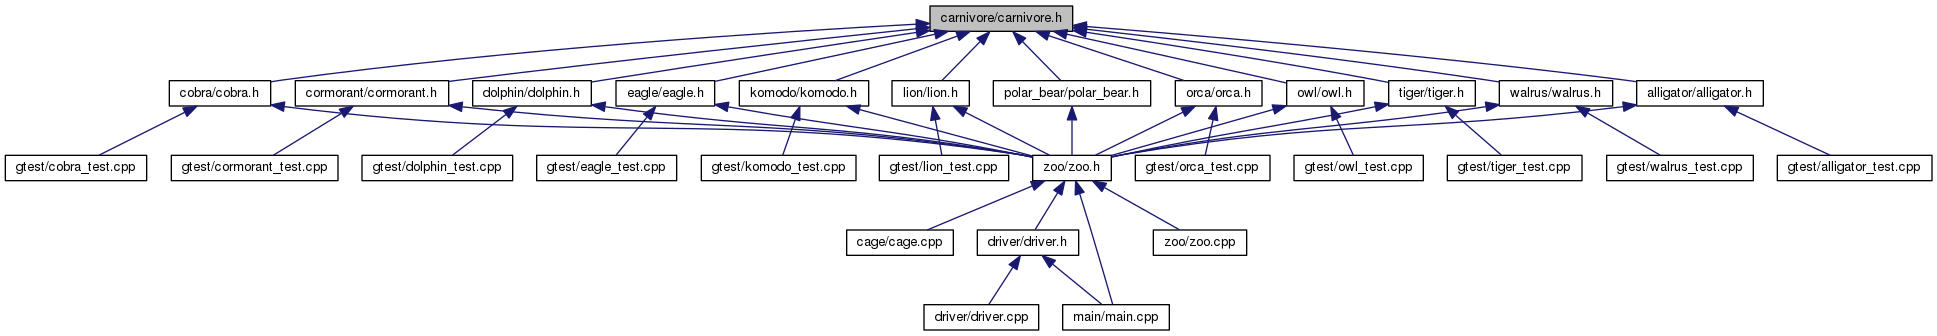 carnivore/carnivore.h
cobra/cobra.h
cormorant/cormorant.h
dolphin/dolphin.h
eagle/eagle.h
komodo/komodo.h
lion/lion.h
polar_bear/polar_bear.h
orca/orca.h
owl/owl.h
tiger/tiger.h
walrus/walrus.h
alligator/alligator.h
gtest/cobra_test.cpp
gtest/cormorant_test.cpp
gtest/dolphin_test.cpp
gtest/eagle_test.cpp
gtest/komodo_test.cpp
gtest/lion_test.cpp
zoo/zoo.h
gtest/orca_test.cpp
gtest/owl_test.cpp
gtest/tiger_test.cpp
gtest/walrus_test.cpp
gtest/alligator_test.cpp
cage/cage.cpp
driver/driver.h
zoo/zoo.cpp
driver/driver.cpp
main/main.cpp